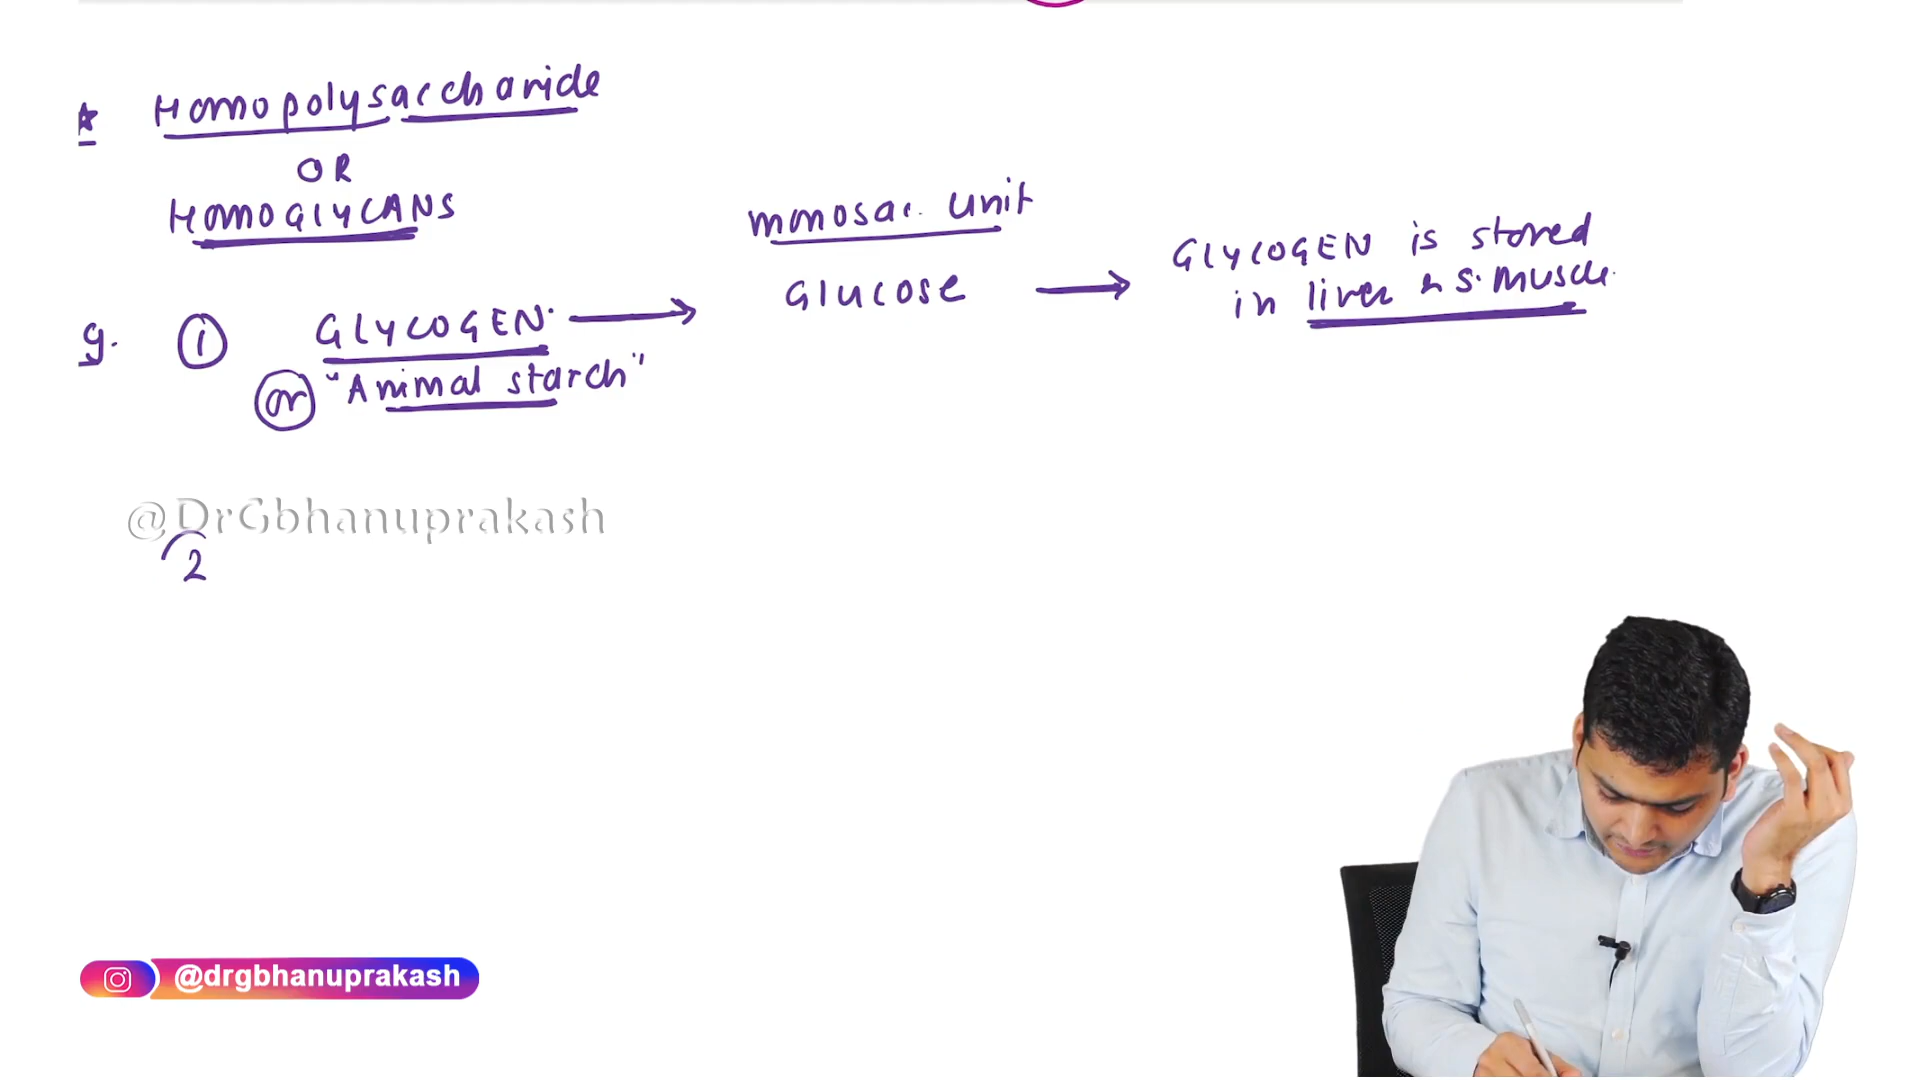 ★ Homopolysaccharide
OR
HOMOGLYCANS
monosac. unit
g. ① GLYCOGEN. → Glucose → GLYCOGEN is stored
in liver & s. muscle.
or "Animal starch"
@DrGbhanuprakash
2
@drgbhanuprakash